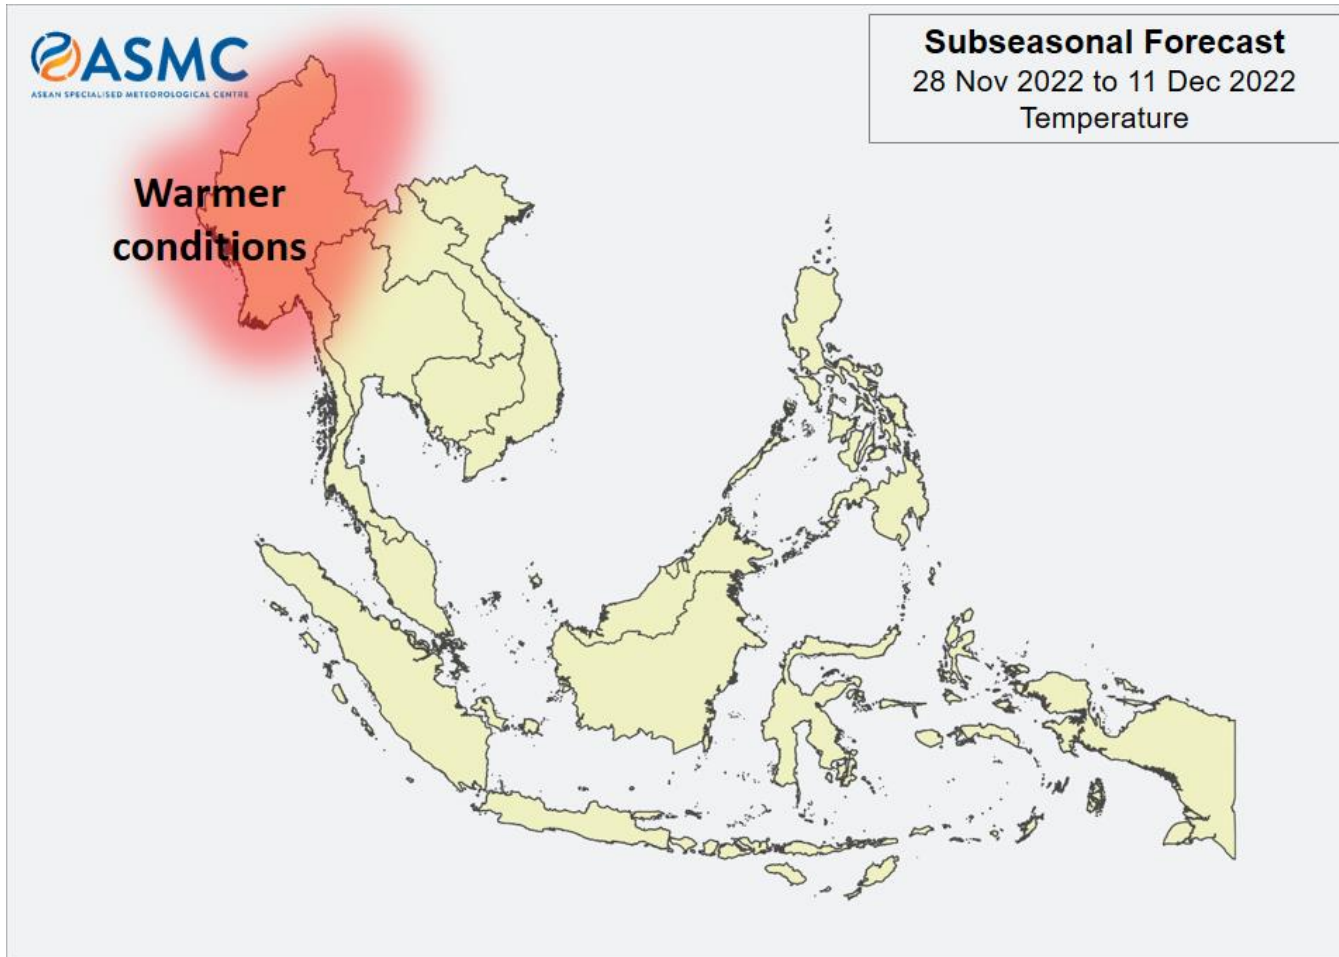 ASMC
ASEAN SPECIALISED METEOROLOGICAL CENTRE
Subseasonal Forecast
28 Nov 2022 to 11 Dec 2022
Temperature
Warmer
conditions